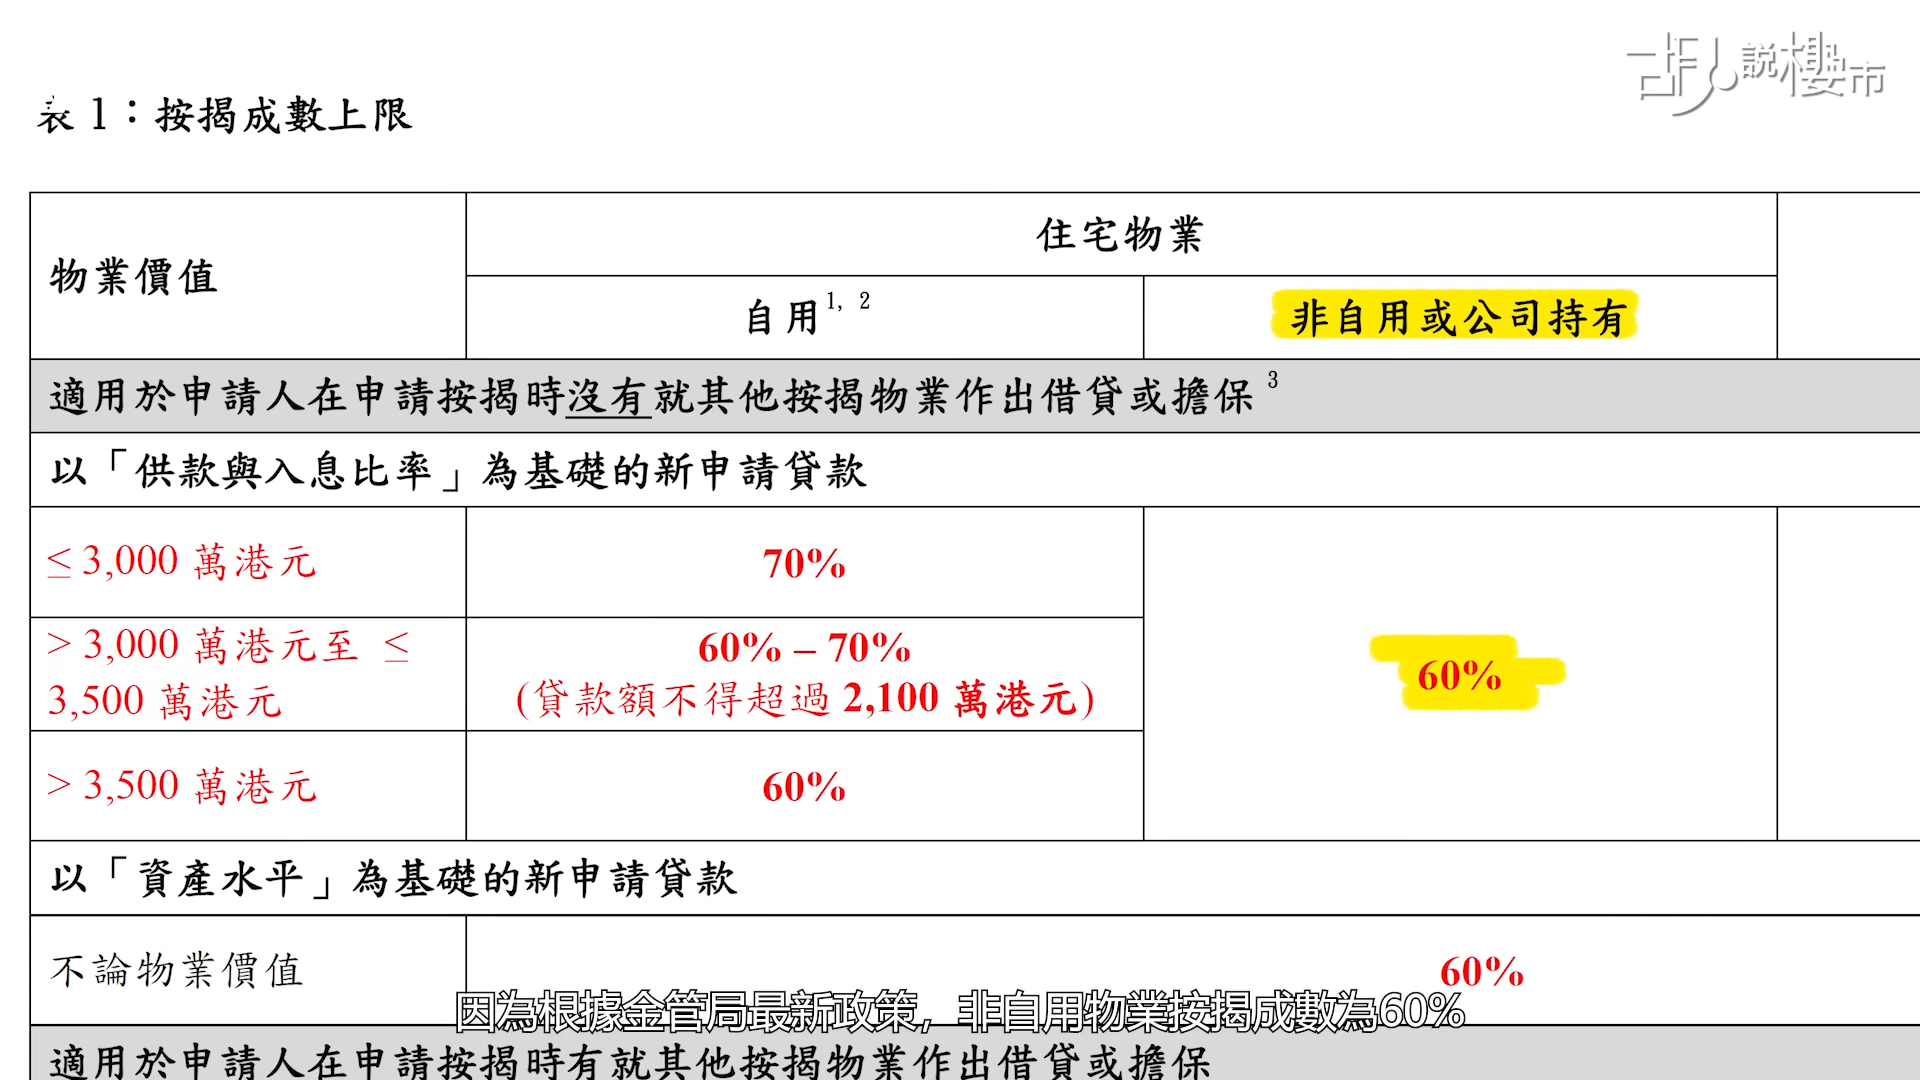 胡說樓市
表 1：按揭成數上限
物業價值
住宅物業
自用1, 2
非自用或公司持有
適用於申請人在申請按揭時沒有就其他按揭物業作出借貸或擔保3
以「供款與入息比率」為基礎的新申請貸款
≤ 3,000 萬港元
70%
> 3,000 萬港元至 ≤
3,500 萬港元
60% – 70%
(貸款額不得超過 2,100 萬港元)
60%
> 3,500 萬港元
60%
以「資產水平」為基礎的新申請貸款
不論物業價值
60%
因為根據金管局最新政策，非自用物業按揭成數為60%
適用於申請人在申請按揭時有就其他按揭物業作出借貸或擔保